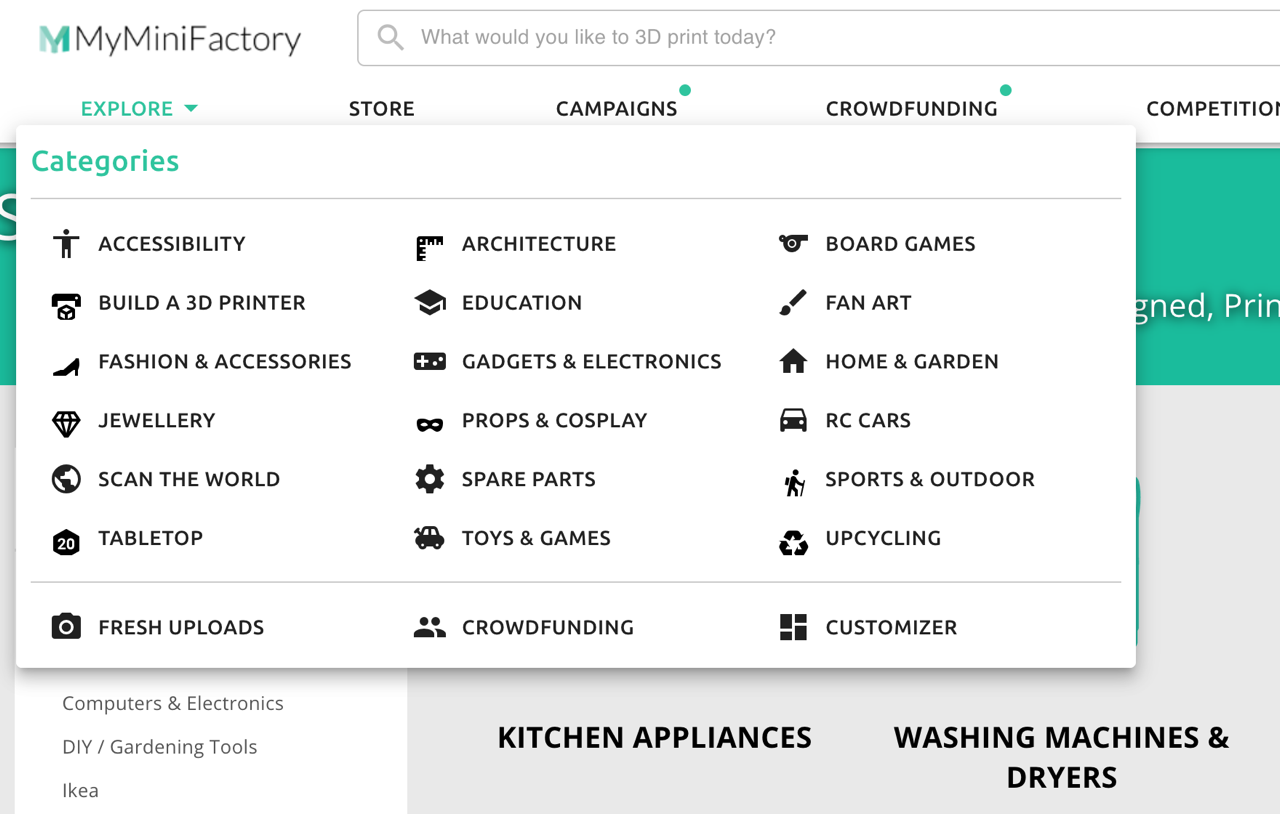 MyMiniFactory
What would you like to 3D print today?
EXPLORE
STORE
CAMPAIGNS
CROWDFUNDING
COMPETITION
Categories
ACCESSIBILITY
ARCHITECTURE
BOARD GAMES
BUILD A 3D PRINTER
EDUCATION
FAN ART
FASHION & ACCESSORIES
GADGETS & ELECTRONICS
HOME & GARDEN
JEWELLERY
PROPS & COSPLAY
RC CARS
SCAN THE WORLD
SPARE PARTS
SPORTS & OUTDOOR
20
TABLETOP
TOYS & GAMES
UPCYCLING
FRESH UPLOADS
CROWDFUNDING
CUSTOMIZER
gned, Prin
Computers & Electronics
DIY / Gardening Tools
Ikea
KITCHEN APPLIANCES
WASHING MACHINES &
DRYERS